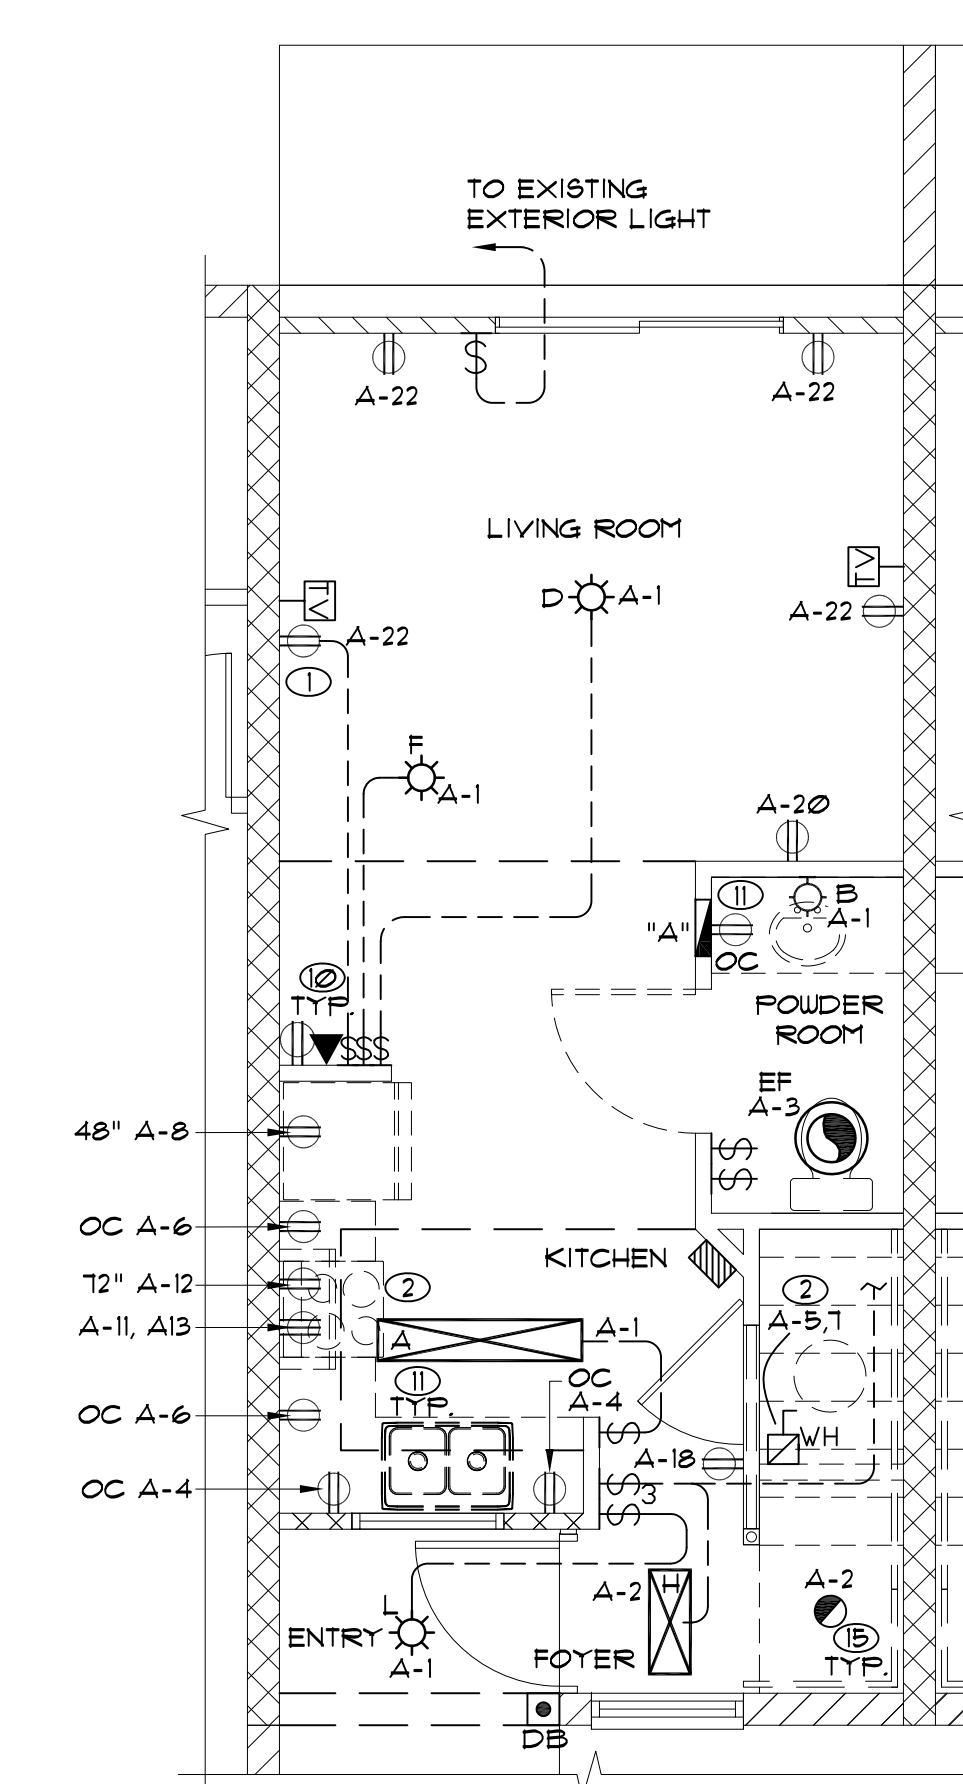 TO EXISTING
EXTERIOR LIGHT
S
A-22
A-22
LIVING ROOM
TV
TV
D
A-1
A-22
A-22
1
F
A-1
A-20
11
B
A-1
"A"
OC
10
TYP.
POWDER
ROOM
SSS
EF
A-3
48" A-8
S
S
OC A-6
KITCHEN
72" A-12
2
2
A-11, A13
A
A-1
A-5,7
11
TYP.
OC
A-4
OC A-6
S
WH
A-18
OC A-4
S
3
S
A-2
H
A-2
L
ENTRY
15
FOYER
A-1
TYP.
DB